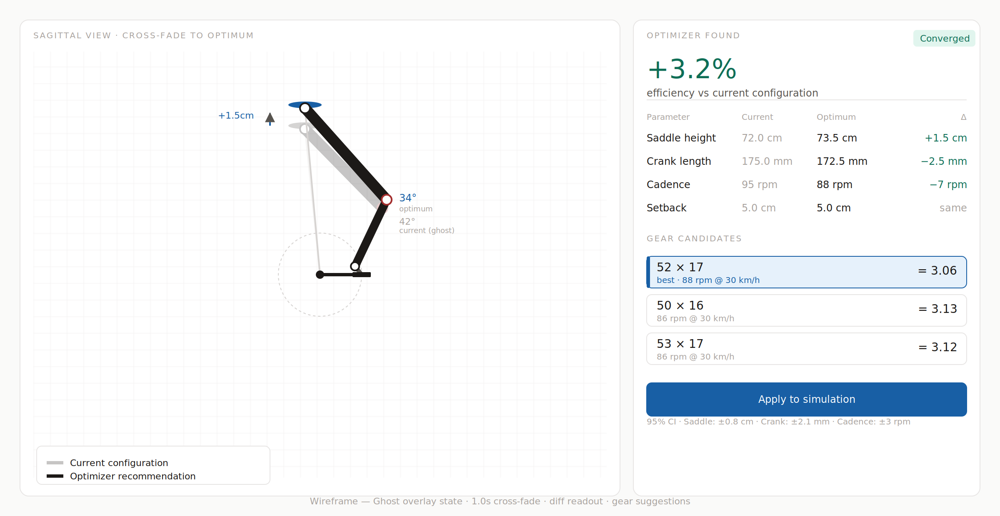 SAGITTAL VIEW · CROSS-FADE TO OPTIMUM
+1.5cm
34°
optimum
42°
current (ghost)
Current configuration
Optimizer recommendation
OPTIMIZER FOUND
Converged
+3.2%
efficiency vs current configuration
Parameter Current Optimum Δ
Saddle height 72.0 cm 73.5 cm +1.5 cm
Crank length 175.0 mm 172.5 mm −2.5 mm
Cadence 95 rpm 88 rpm −7 rpm
Setback 5.0 cm 5.0 cm same
GEAR CANDIDATES
52 × 17 = 3.06
best · 88 rpm @ 30 km/h
50 × 16 = 3.13
86 rpm @ 30 km/h
53 × 17 = 3.12
86 rpm @ 30 km/h
Apply to simulation
95% CI · Saddle: ±0.8 cm · Crank: ±2.1 mm · Cadence: ±3 rpm
Wireframe — Ghost overlay state · 1.0s cross-fade · diff readout · gear suggestions